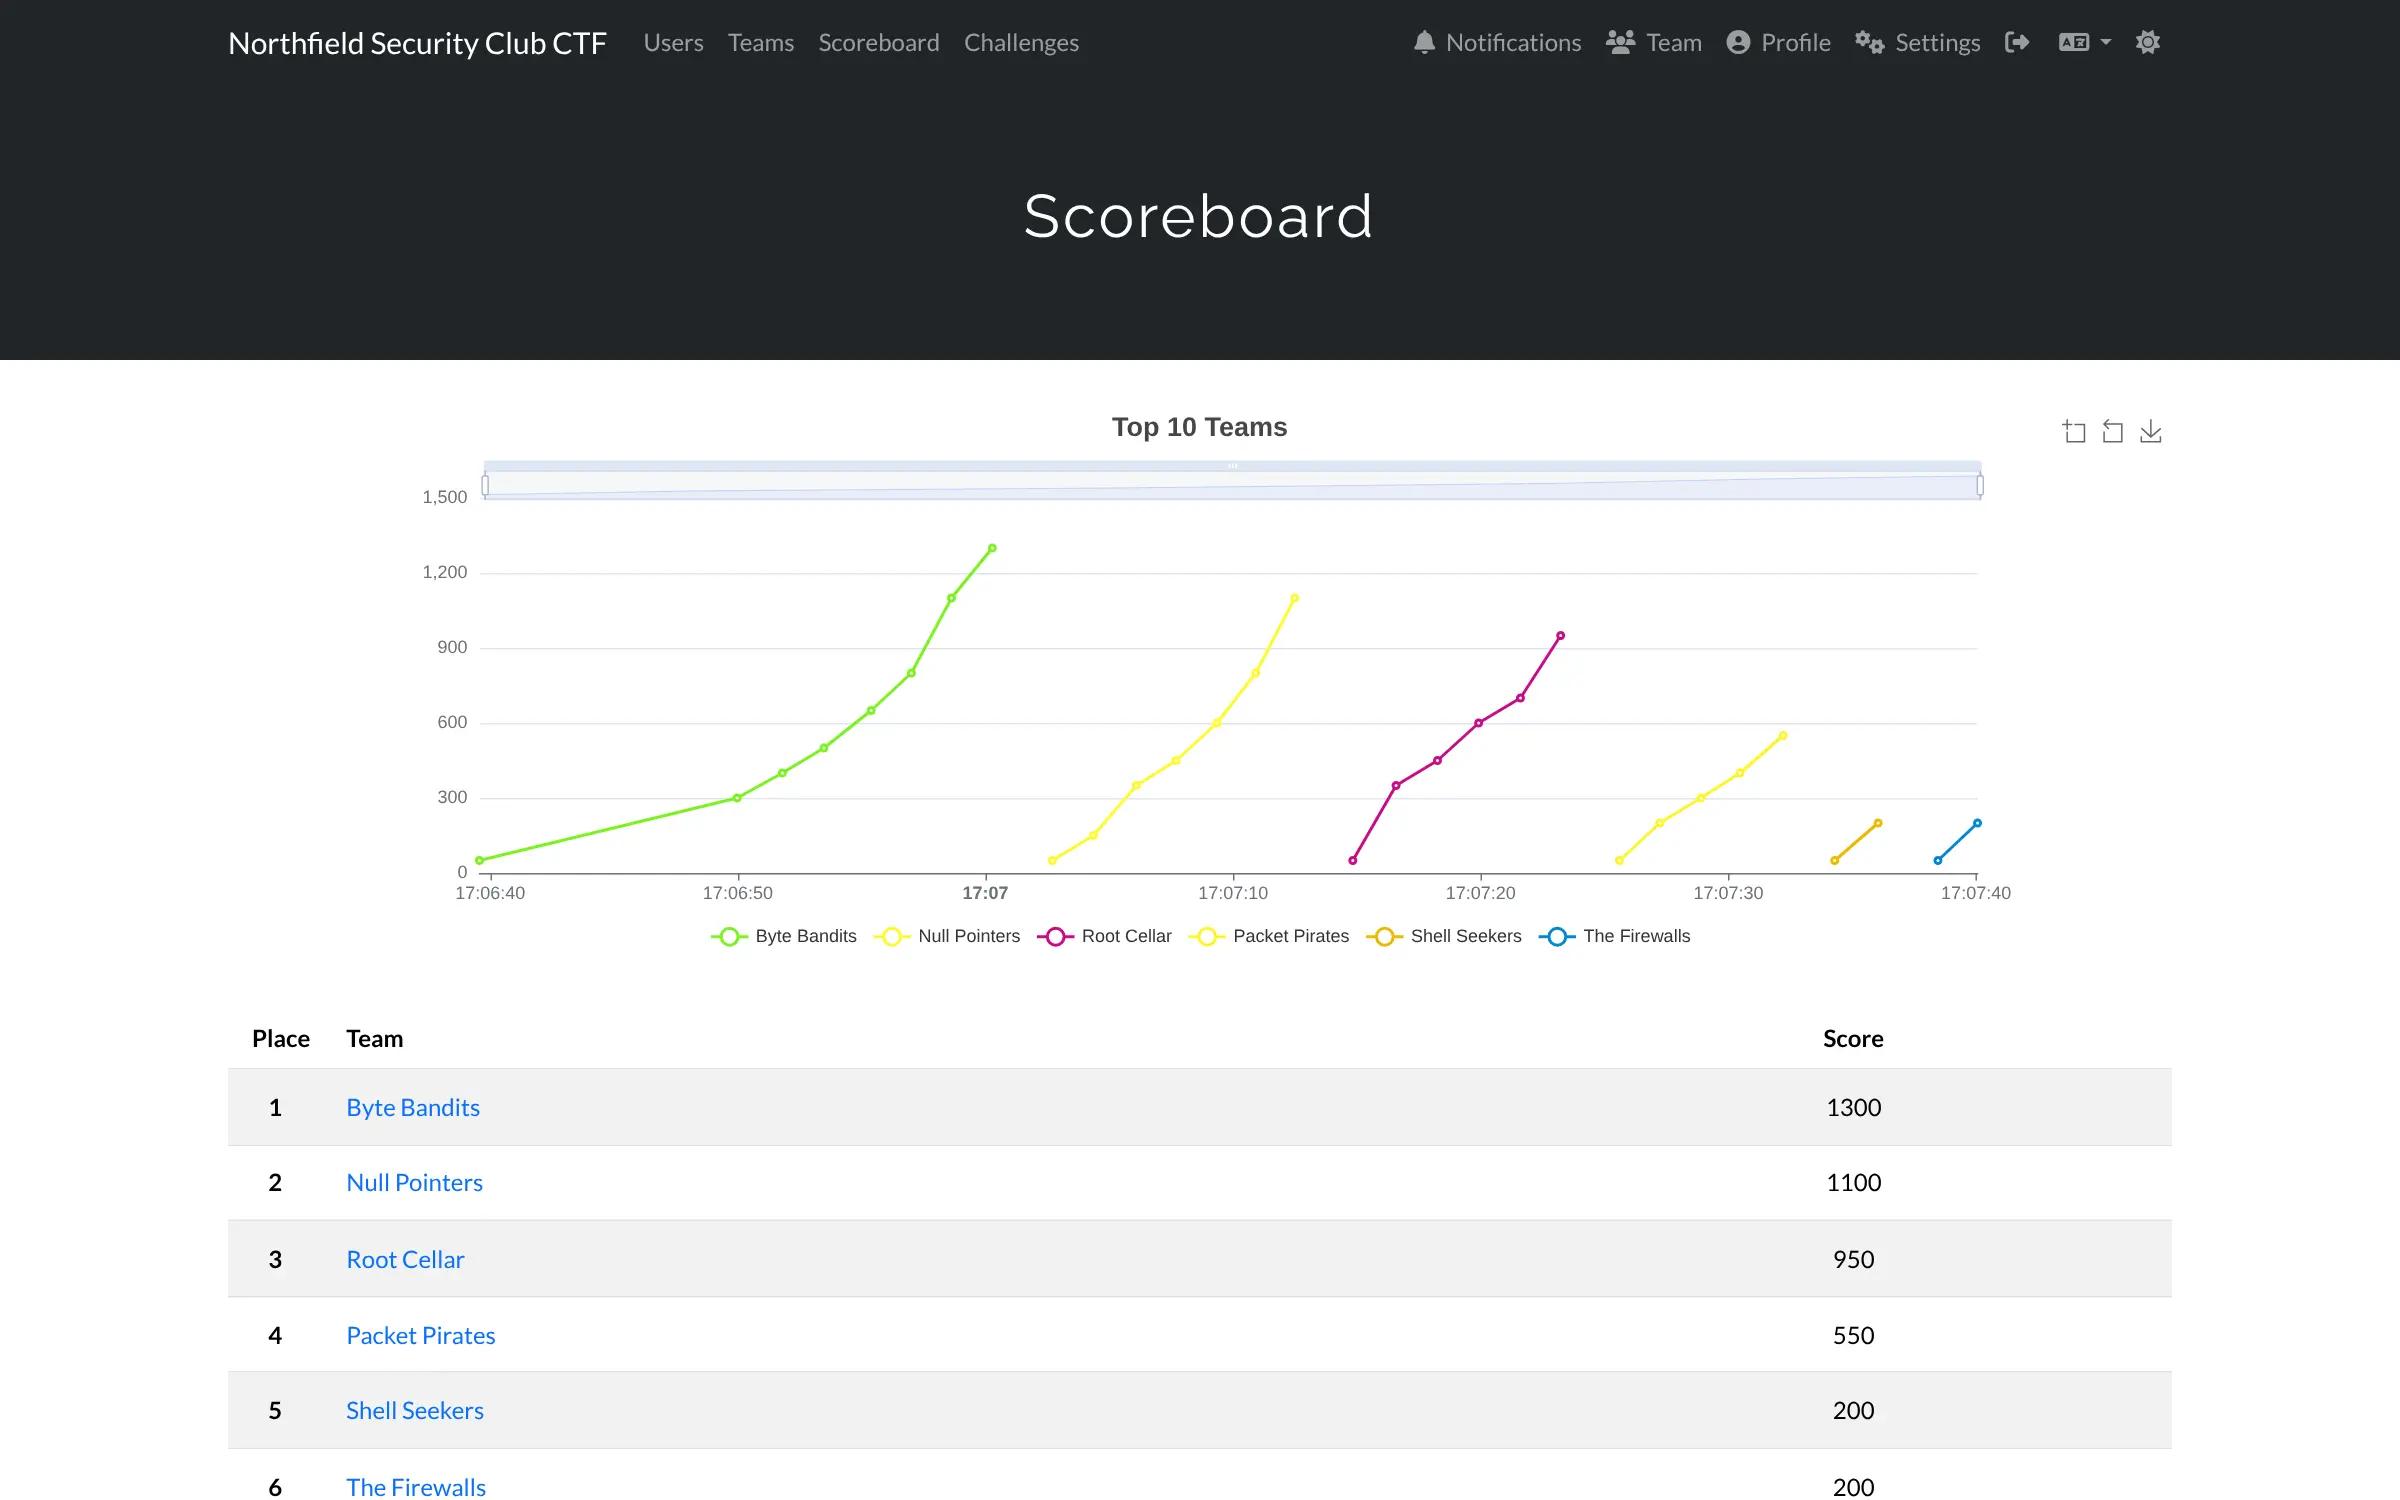 Northfield Security Club CTF Users Teams Scoreboard Challenges Notifications Team Profile Settings
Scoreboard
Top 10 Teams
1,500
1,200
900
600
300
0
17:06:40 17:06:50 17:07 17:07:10 17:07:20 17:07:30 17:07:40
Byte Bandits Null Pointers Root Cellar Packet Pirates Shell Seekers The Firewalls
Place Team Score
1 Byte Bandits 1300
2 Null Pointers 1100
3 Root Cellar 950
4 Packet Pirates 550
5 Shell Seekers 200
6 The Firewalls 200